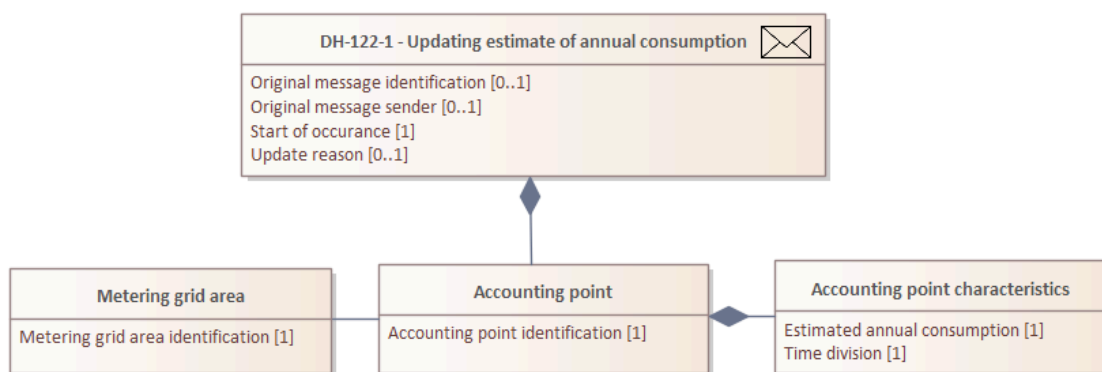 DH-122-1 - Updating estimate of annual consumption
Original message identification [0..1]
Original message sender [0..1]
Start of occurance [1]
Update reason [0..1]
Metering grid area
Metering grid area identification [1]
Accounting point
Accounting point identification [1]
Accounting point characteristics
Estimated annual consumption [1]
Time division [1]